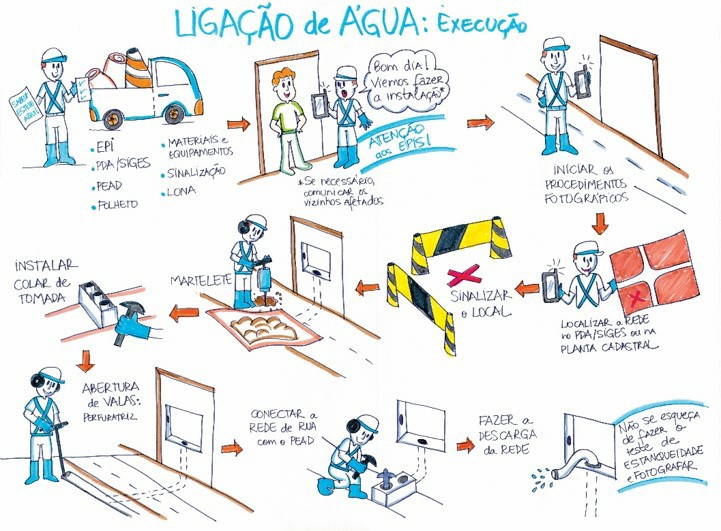 LIGAÇÃO de ÁGUA: EXECUÇÃO
• EPI
• PDA/SIGES
• PEAD
• FOLHETO
• MATERIAIS e
EQUIPAMENTOS
• SINALIZAÇÃO
• LONA
Bom dia!
Viemos fazer
a instalação*
ATENÇÃO
aos EPIS!
*Se necessário,
comunicar os
vizinhos afetados
INICIAR os
PROCEDIMENTOS
FOTOGRÁFICOS
LOCALIZAR a REDE
no PDA/SIGES ou na
PLANTA CADASTRAL
SINALIZAR
o LOCAL
MARTELETE
INSTALAR
COLAR de
TOMADA
ABERTURA
de VALAS:
PERFURATRIZ
CONECTAR a
REDE de RUA
com o PEAD
FAZER a
DESCARGA
da REDE
Não se esqueça
de fazer o
teste de
ESTANQUEIDADE
e FOTOGRAFAR